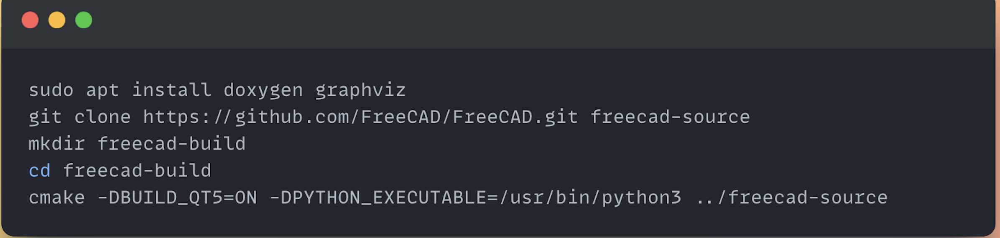 sudo apt install doxygen graphviz
git clone https://github.com/FreeCAD/FreeCAD.git freecad-source
mkdir freecad-build
cd freecad-build
cmake -DBUILD_QT5=ON -DPYTHON_EXECUTABLE=/usr/bin/python3 ../freecad-source